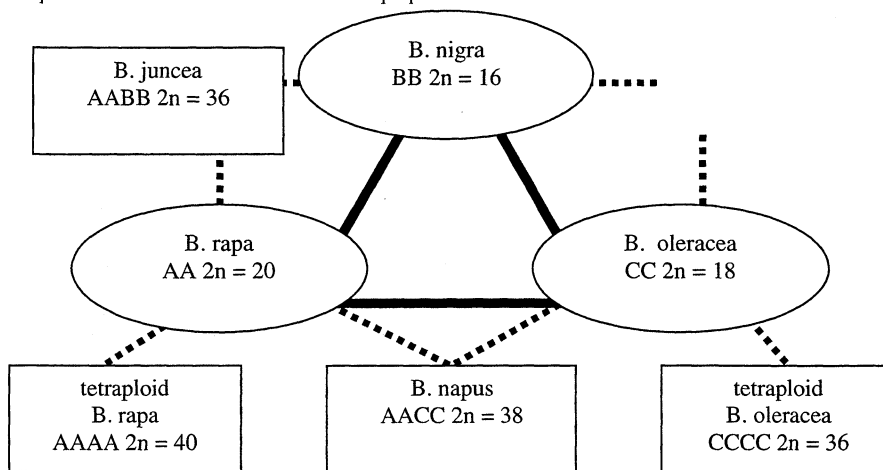 B. nigra
BB 2n = 16
B. juncea
AABB 2n = 36
B. rapa
AA 2n = 20
B. oleracea
CC 2n = 18
tetraploid
B. rapa
AAAA 2n = 40
B. napus
AACC 2n = 38
tetraploid
B. oleracea
CCCC 2n = 36